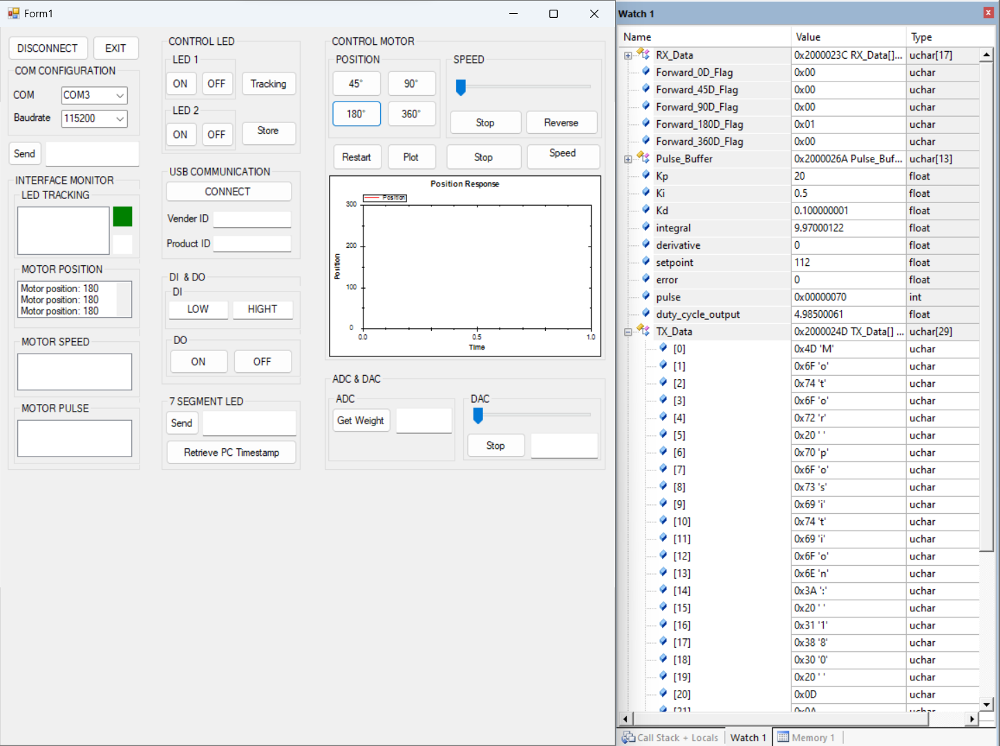 Form1
DISCONNECT
EXIT
COM CONFIGURATION
COM
COM3
Baudrate
115200
Send
INTERFACE MONITOR
LED TRACKING
MOTOR POSITION
Motor position: 180
Motor position: 180
Motor position: 180
MOTOR SPEED
MOTOR PULSE
CONTROL LED
LED 1
ON
OFF
Tracking
LED 2
ON
OFF
Store
USB COMMUNICATION
CONNECT
Vender ID
Product ID
DI & DO
DI
LOW
HIGHT
DO
ON
OFF
7 SEGMENT LED
Send
Retrieve PC Timestamp
CONTROL MOTOR
POSITION
45°
90°
180°
360°
SPEED
Stop
Reverse
Restart
Plot
Stop
Speed
Position Response
Position
300
200
100
0
Position
0.0
0.5
1.0
Time
ADC & DAC
ADC
Get Weight
DAC
Stop
Watch 1
Name Value Type
RX_Data 0x2000023C RX_Data[]... uchar[17]
Forward_0D_Flag 0x00 uchar
Forward_45D_Flag 0x00 uchar
Forward_90D_Flag 0x00 uchar
Forward_180D_Flag 0x01 uchar
Forward_360D_Flag 0x00 uchar
Pulse_Buffer 0x2000026A Pulse_Buf... uchar[13]
Kp 20 float
Ki 0.5 float
Kd 0.100000001 float
integral 9.97000122 float
derivative 0 float
setpoint 112 float
error 0 float
pulse 0x00000070 int
duty_cycle_output 4.98500061 float
TX_Data 0x2000024D TX_Data[] ... uchar[29]
[0] 0x4D 'M' uchar
[1] 0x6F 'o' uchar
[2] 0x74 't' uchar
[3] 0x6F 'o' uchar
[4] 0x72 'r' uchar
[5] 0x20 ' ' uchar
[6] 0x70 'p' uchar
[7] 0x6F 'o' uchar
[8] 0x73 's' uchar
[9] 0x69 'i' uchar
[10] 0x74 't' uchar
[11] 0x69 'i' uchar
[12] 0x6F 'o' uchar
[13] 0x6E 'n' uchar
[14] 0x3A ':' uchar
[15] 0x20 ' ' uchar
[16] 0x31 '1' uchar
[17] 0x38 '8' uchar
[18] 0x30 '0' uchar
[19] 0x20 ' ' uchar
[20] 0x0D uchar
[21] 0x0A uchar
Call Stack + Locals
Watch 1
Memory 1